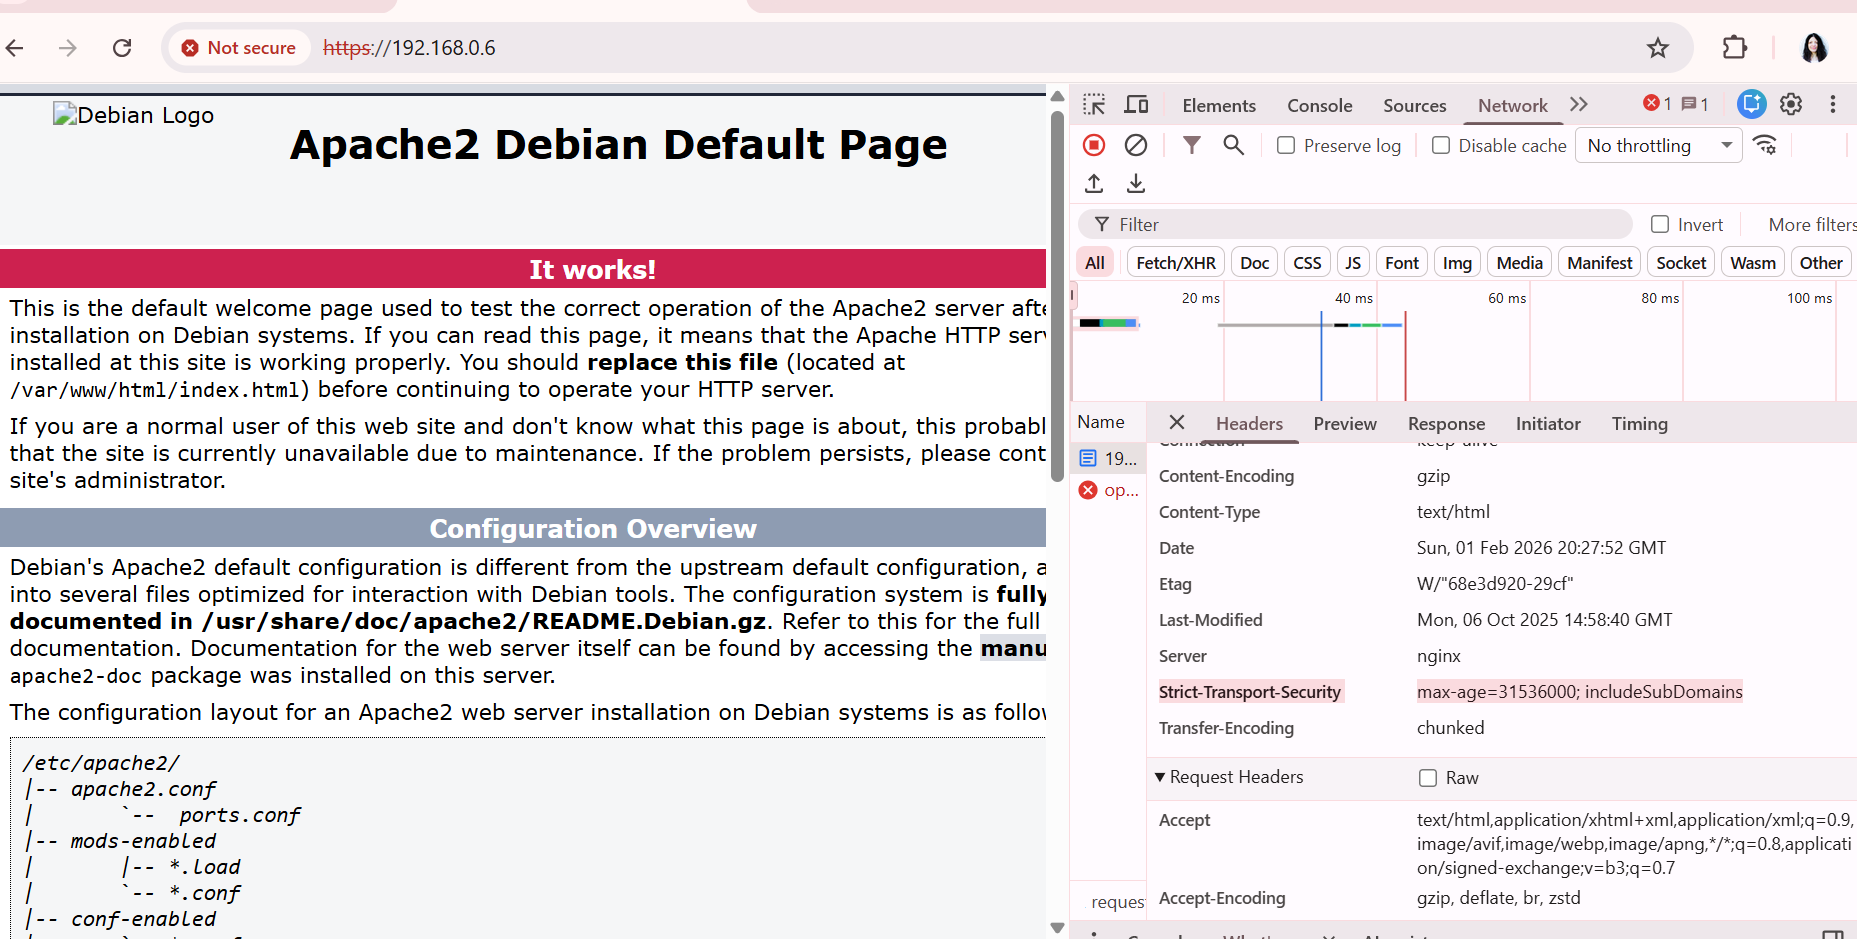 Not secure https://192.168.0.6
Debian Logo
Apache2 Debian Default Page
It works!
This is the default welcome page used to test the correct operation of the Apache2 server afte
installation on Debian systems. If you can read this page, it means that the Apache HTTP serv
installed at this site is working properly. You should replace this file (located at
/var/www/html/index.html) before continuing to operate your HTTP server.
If you are a normal user of this web site and don't know what this page is about, this probabl
that the site is currently unavailable due to maintenance. If the problem persists, please cont
site's administrator.
Configuration Overview
Debian's Apache2 default configuration is different from the upstream default configuration, a
into several files optimized for interaction with Debian tools. The configuration system is fully
documented in /usr/share/doc/apache2/README.Debian.gz. Refer to this for the full
documentation. Documentation for the web server itself can be found by accessing the manu
apache2-doc package was installed on this server.
The configuration layout for an Apache2 web server installation on Debian systems is as follow
/etc/apache2/
|-- apache2.conf
|       `--  ports.conf
|-- mods-enabled
|       |-- *.load
|       `-- *.conf
|-- conf-enabled
Elements Console Sources Network 1 1
Preserve log Disable cache No throttling
Filter Invert More filters
All Fetch/XHR Doc CSS JS Font Img Media Manifest Socket Wasm Other
20 ms 40 ms 60 ms 80 ms 100 ms
Name Headers Preview Response Initiator Timing
19...
op...
reques
Connection keep-alive
Content-Encoding gzip
Content-Type text/html
Date Sun, 01 Feb 2026 20:27:52 GMT
Etag W/"68e3d920-29cf"
Last-Modified Mon, 06 Oct 2025 14:58:40 GMT
Server nginx
Strict-Transport-Security max-age=31536000; includeSubDomains
Transfer-Encoding chunked
Request Headers Raw
Accept text/html,application/xhtml+xml,application/xml;q=0.9,
image/avif,image/webp,image/apng,*/*;q=0.8,applicati
on/signed-exchange;v=b3;q=0.7
Accept-Encoding gzip, deflate, br, zstd